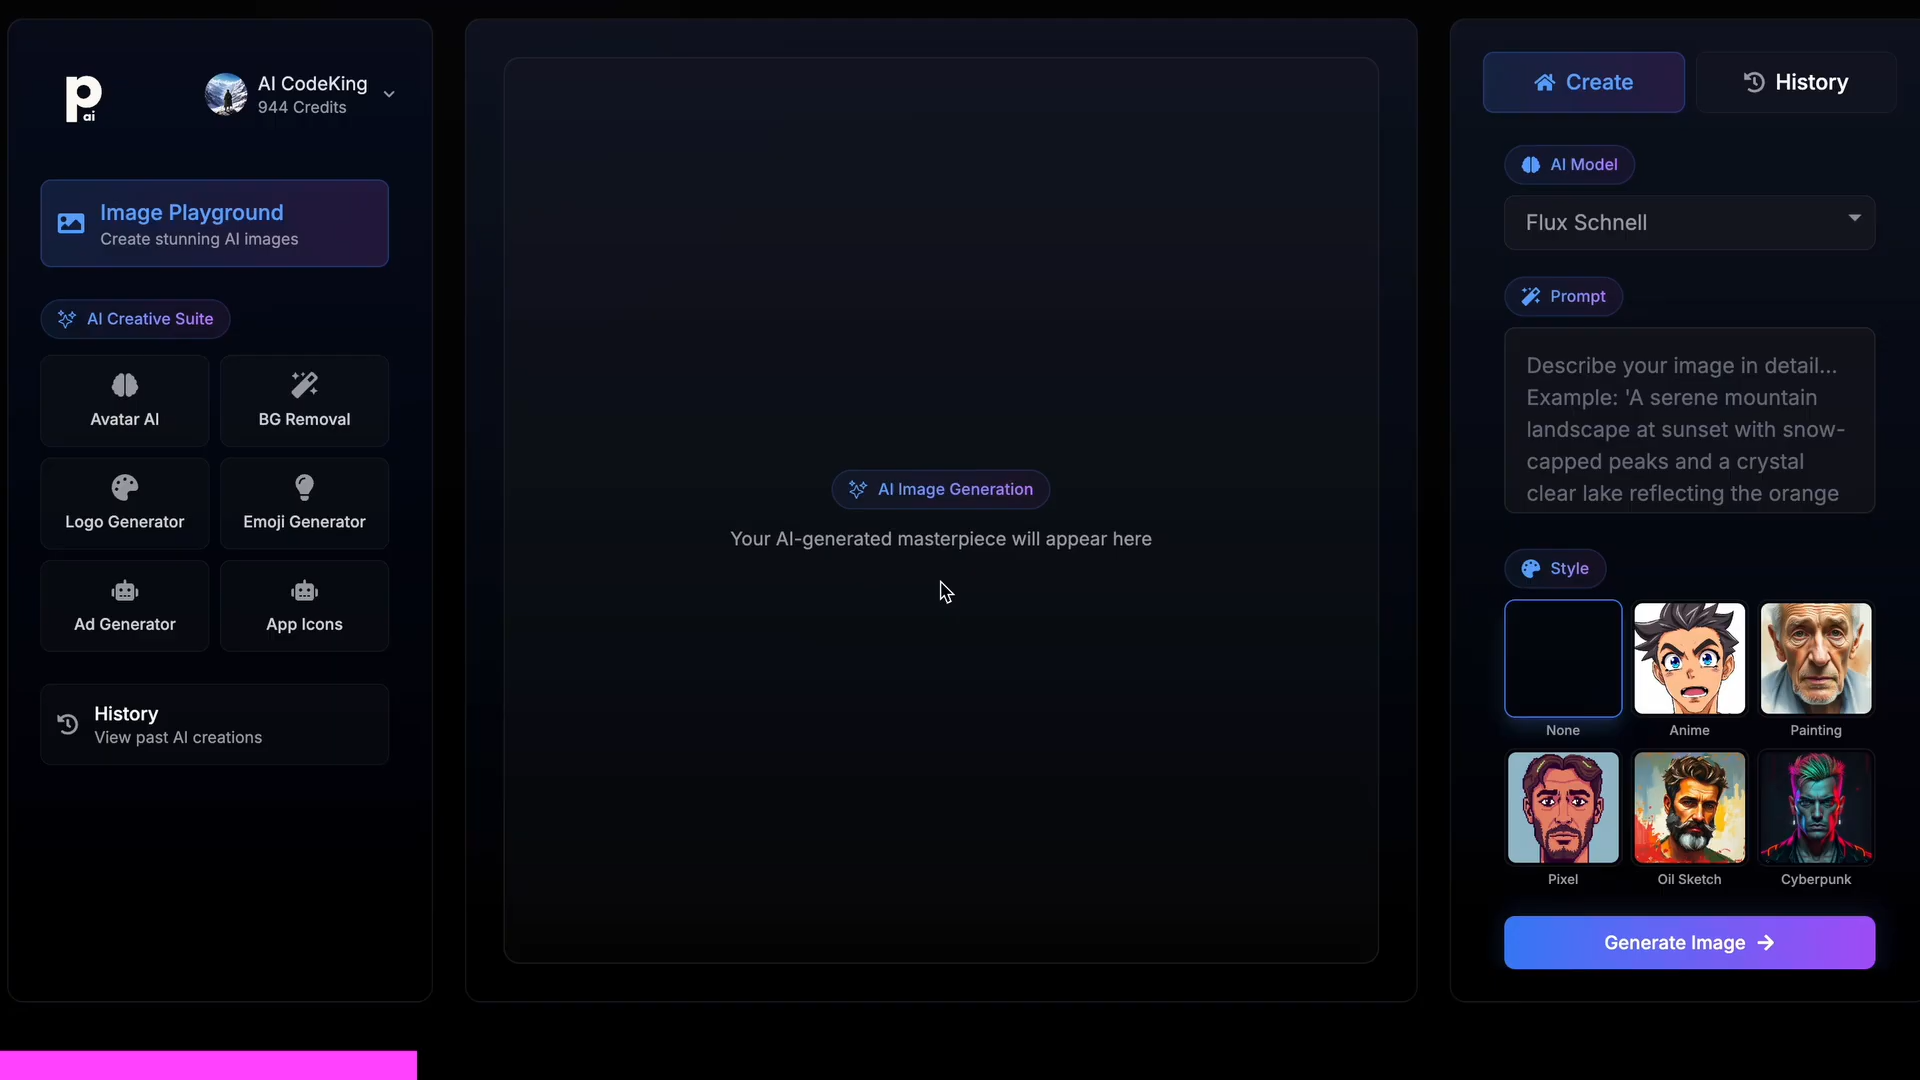 p
ai
AI CodeKing
944 Credits
Image Playground
Create stunning AI images
AI Creative Suite
Avatar AI
BG Removal
Logo Generator
Emoji Generator
Ad Generator
App Icons
History
View past AI creations
AI Image Generation
Your AI-generated masterpiece will appear here
Create
History
AI Model
Flux Schnell
Prompt
Describe your image in detail...
Example: 'A serene mountain
landscape at sunset with snow-
capped peaks and a crystal
clear lake reflecting the orange
Style
None
Anime
Painting
Pixel
Oil Sketch
Cyberpunk
Generate Image